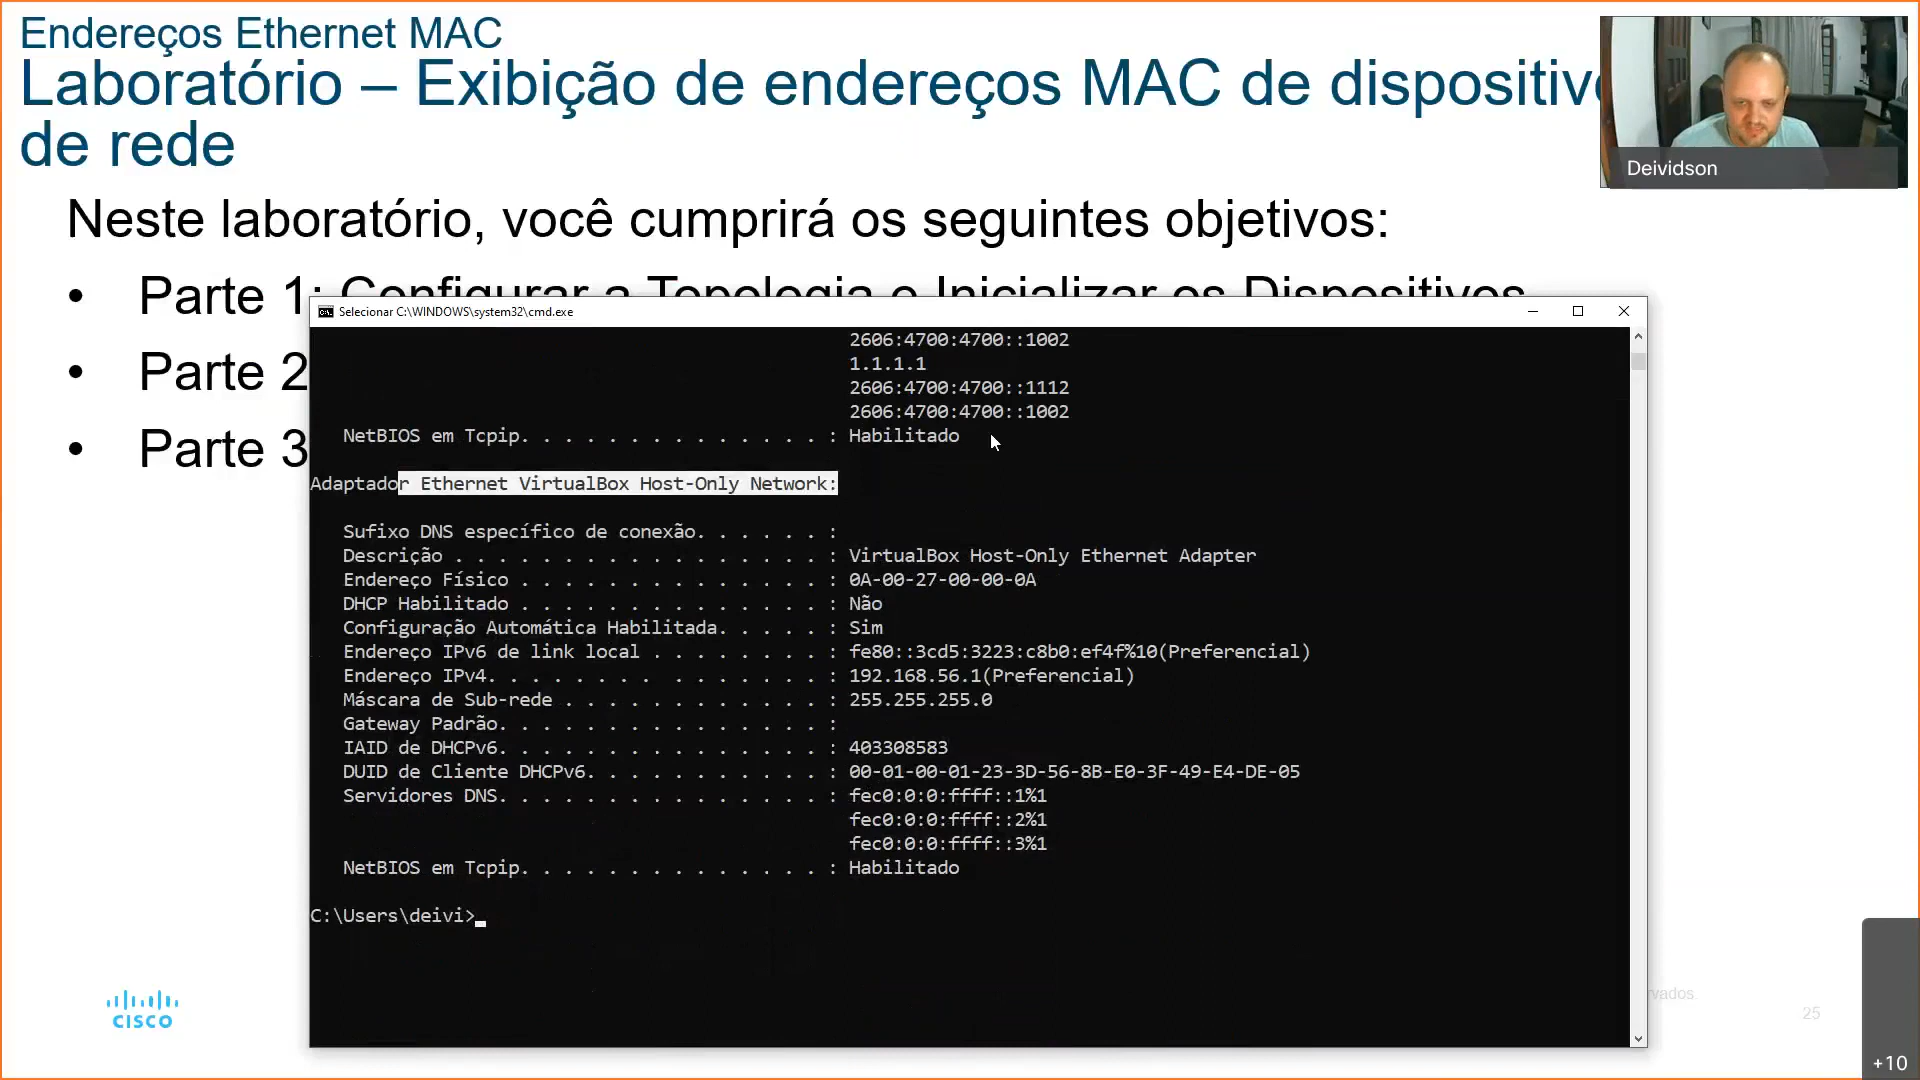 Endereços Ethernet MAC
Laboratório – Exibição de endereços MAC de
de rede
Deividson
Neste laboratório, você cumprirá os seguintes objetivos:
• Parte 1: Configurar a Topologia e Inicializar os Dispositivos
• Parte 2
• Parte 3
Selecionar C:\WINDOWS\system32\cmd.exe
2606:4700:4700::1002
1.1.1.1
2606:4700:4700::1112
2606:4700:4700::1002
NetBIOS em Tcpip. . . . . . . . . . . . . . : Habilitado
Adaptador Ethernet VirtualBox Host-Only Network:
Sufixo DNS específico de conexão. . . . . . :
Descrição . . . . . . . . . . . . . . . . . : VirtualBox Host-Only Ethernet Adapter
Endereço Físico . . . . . . . . . . . . . . : 0A-00-27-00-00-0A
DHCP Habilitado . . . . . . . . . . . . . . : Não
Configuração Automática Habilitada. . . . . : Sim
Endereço IPv6 de link local . . . . . . . . : fe80::3cd5:3223:c8b0:ef4f%10(Preferencial)
Endereço IPv4. . . . . . . .  . . . . . . . : 192.168.56.1(Preferencial)
Máscara de Sub-rede . . . . . . . . . . . . : 255.255.255.0
Gateway Padrão. . . . . . . . . . . . . . . :
IAID de DHCPv6. . . . . . . . . . . . . . . : 403308583
DUID de Cliente DHCPv6. . . . . . . . . . . : 00-01-00-01-23-3D-56-8B-E0-3F-49-E4-DE-05
Servidores DNS. . . . . . . . . . . . . . . : fec0:0:0:ffff::1%1
fec0:0:0:ffff::2%1
fec0:0:0:ffff::3%1
NetBIOS em Tcpip. . . . . . . . . . . . . . : Habilitado
C:\Users\deivi>
CISCO
25
+10